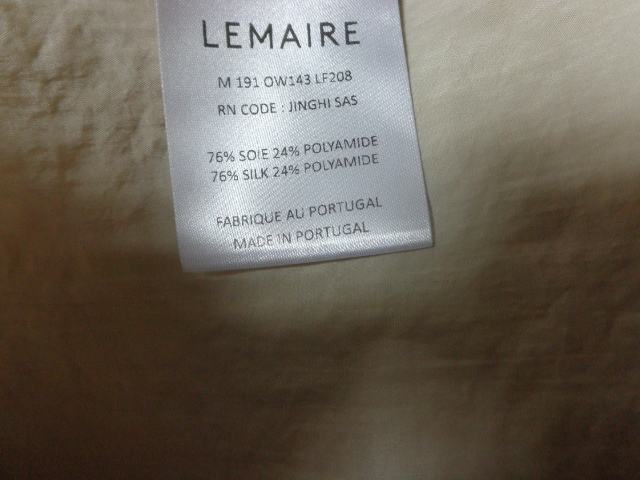 LEMAIRE
M 191 OW143 LF208
RN CODE : JINGHI SAS
76% SOIE 24% POLYAMIDE
76% SILK 24% POLYAMIDE
FABRIQUE AU PORTUGAL
MADE IN PORTUGAL